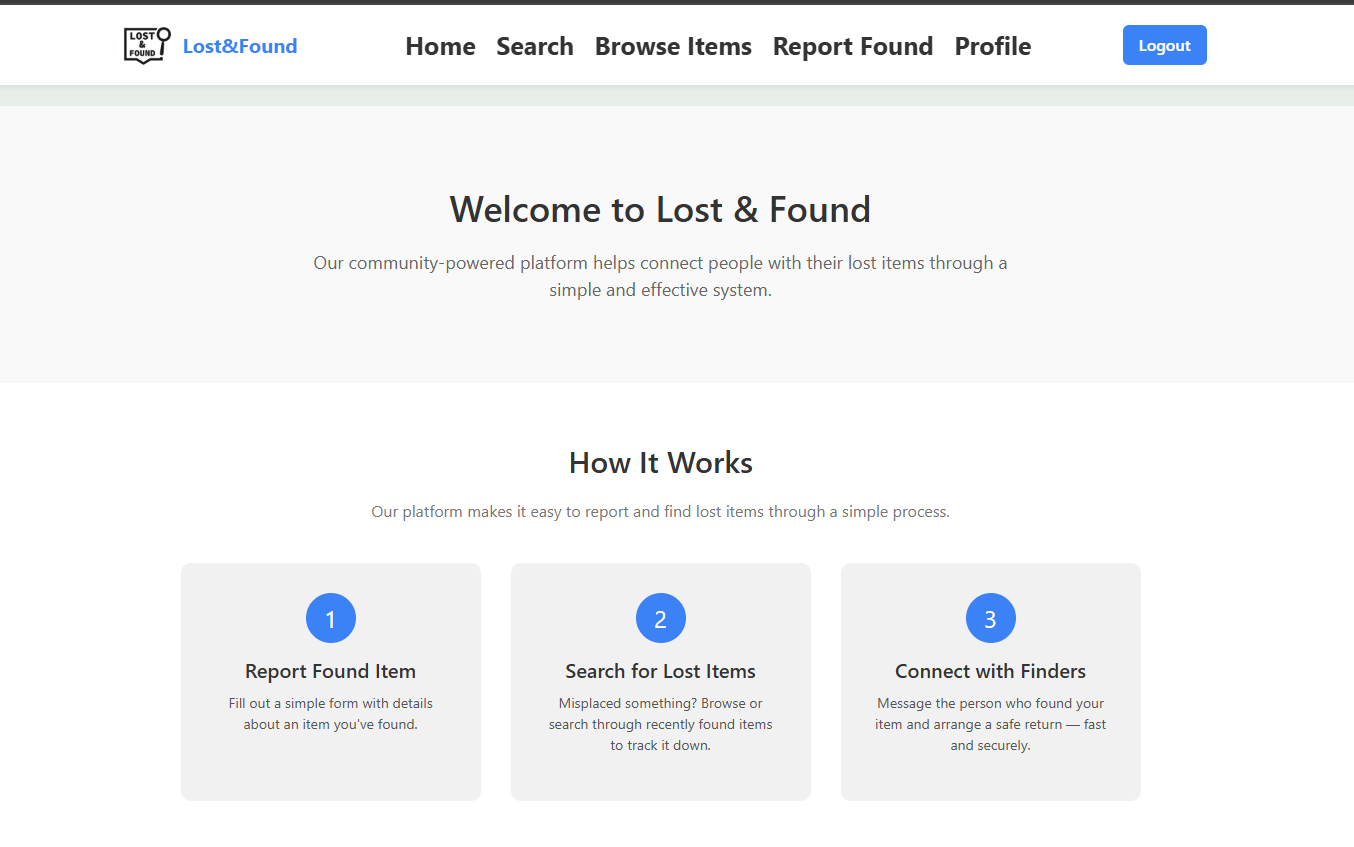 LOST
&
FOUND
Lost&Found
Home Search Browse Items Report Found Profile
Logout
Welcome to Lost & Found
Our community-powered platform helps connect people with their lost items through a
simple and effective system.
How It Works
Our platform makes it easy to report and find lost items through a simple process.
1
Report Found Item
Fill out a simple form with details
about an item you've found.
2
Search for Lost Items
Misplaced something? Browse or
search through recently found items
to track it down.
3
Connect with Finders
Message the person who found your
item and arrange a safe return — fast
and securely.